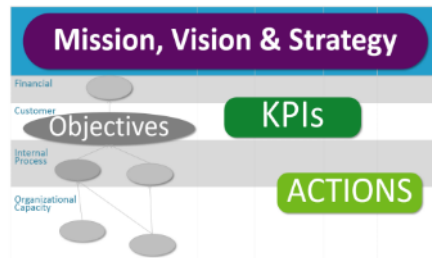 Mission, Vision & Strategy
Financial
Customer
Objectives
KPIs
Internal
Process
ACTIONS
Organizational
Capacity